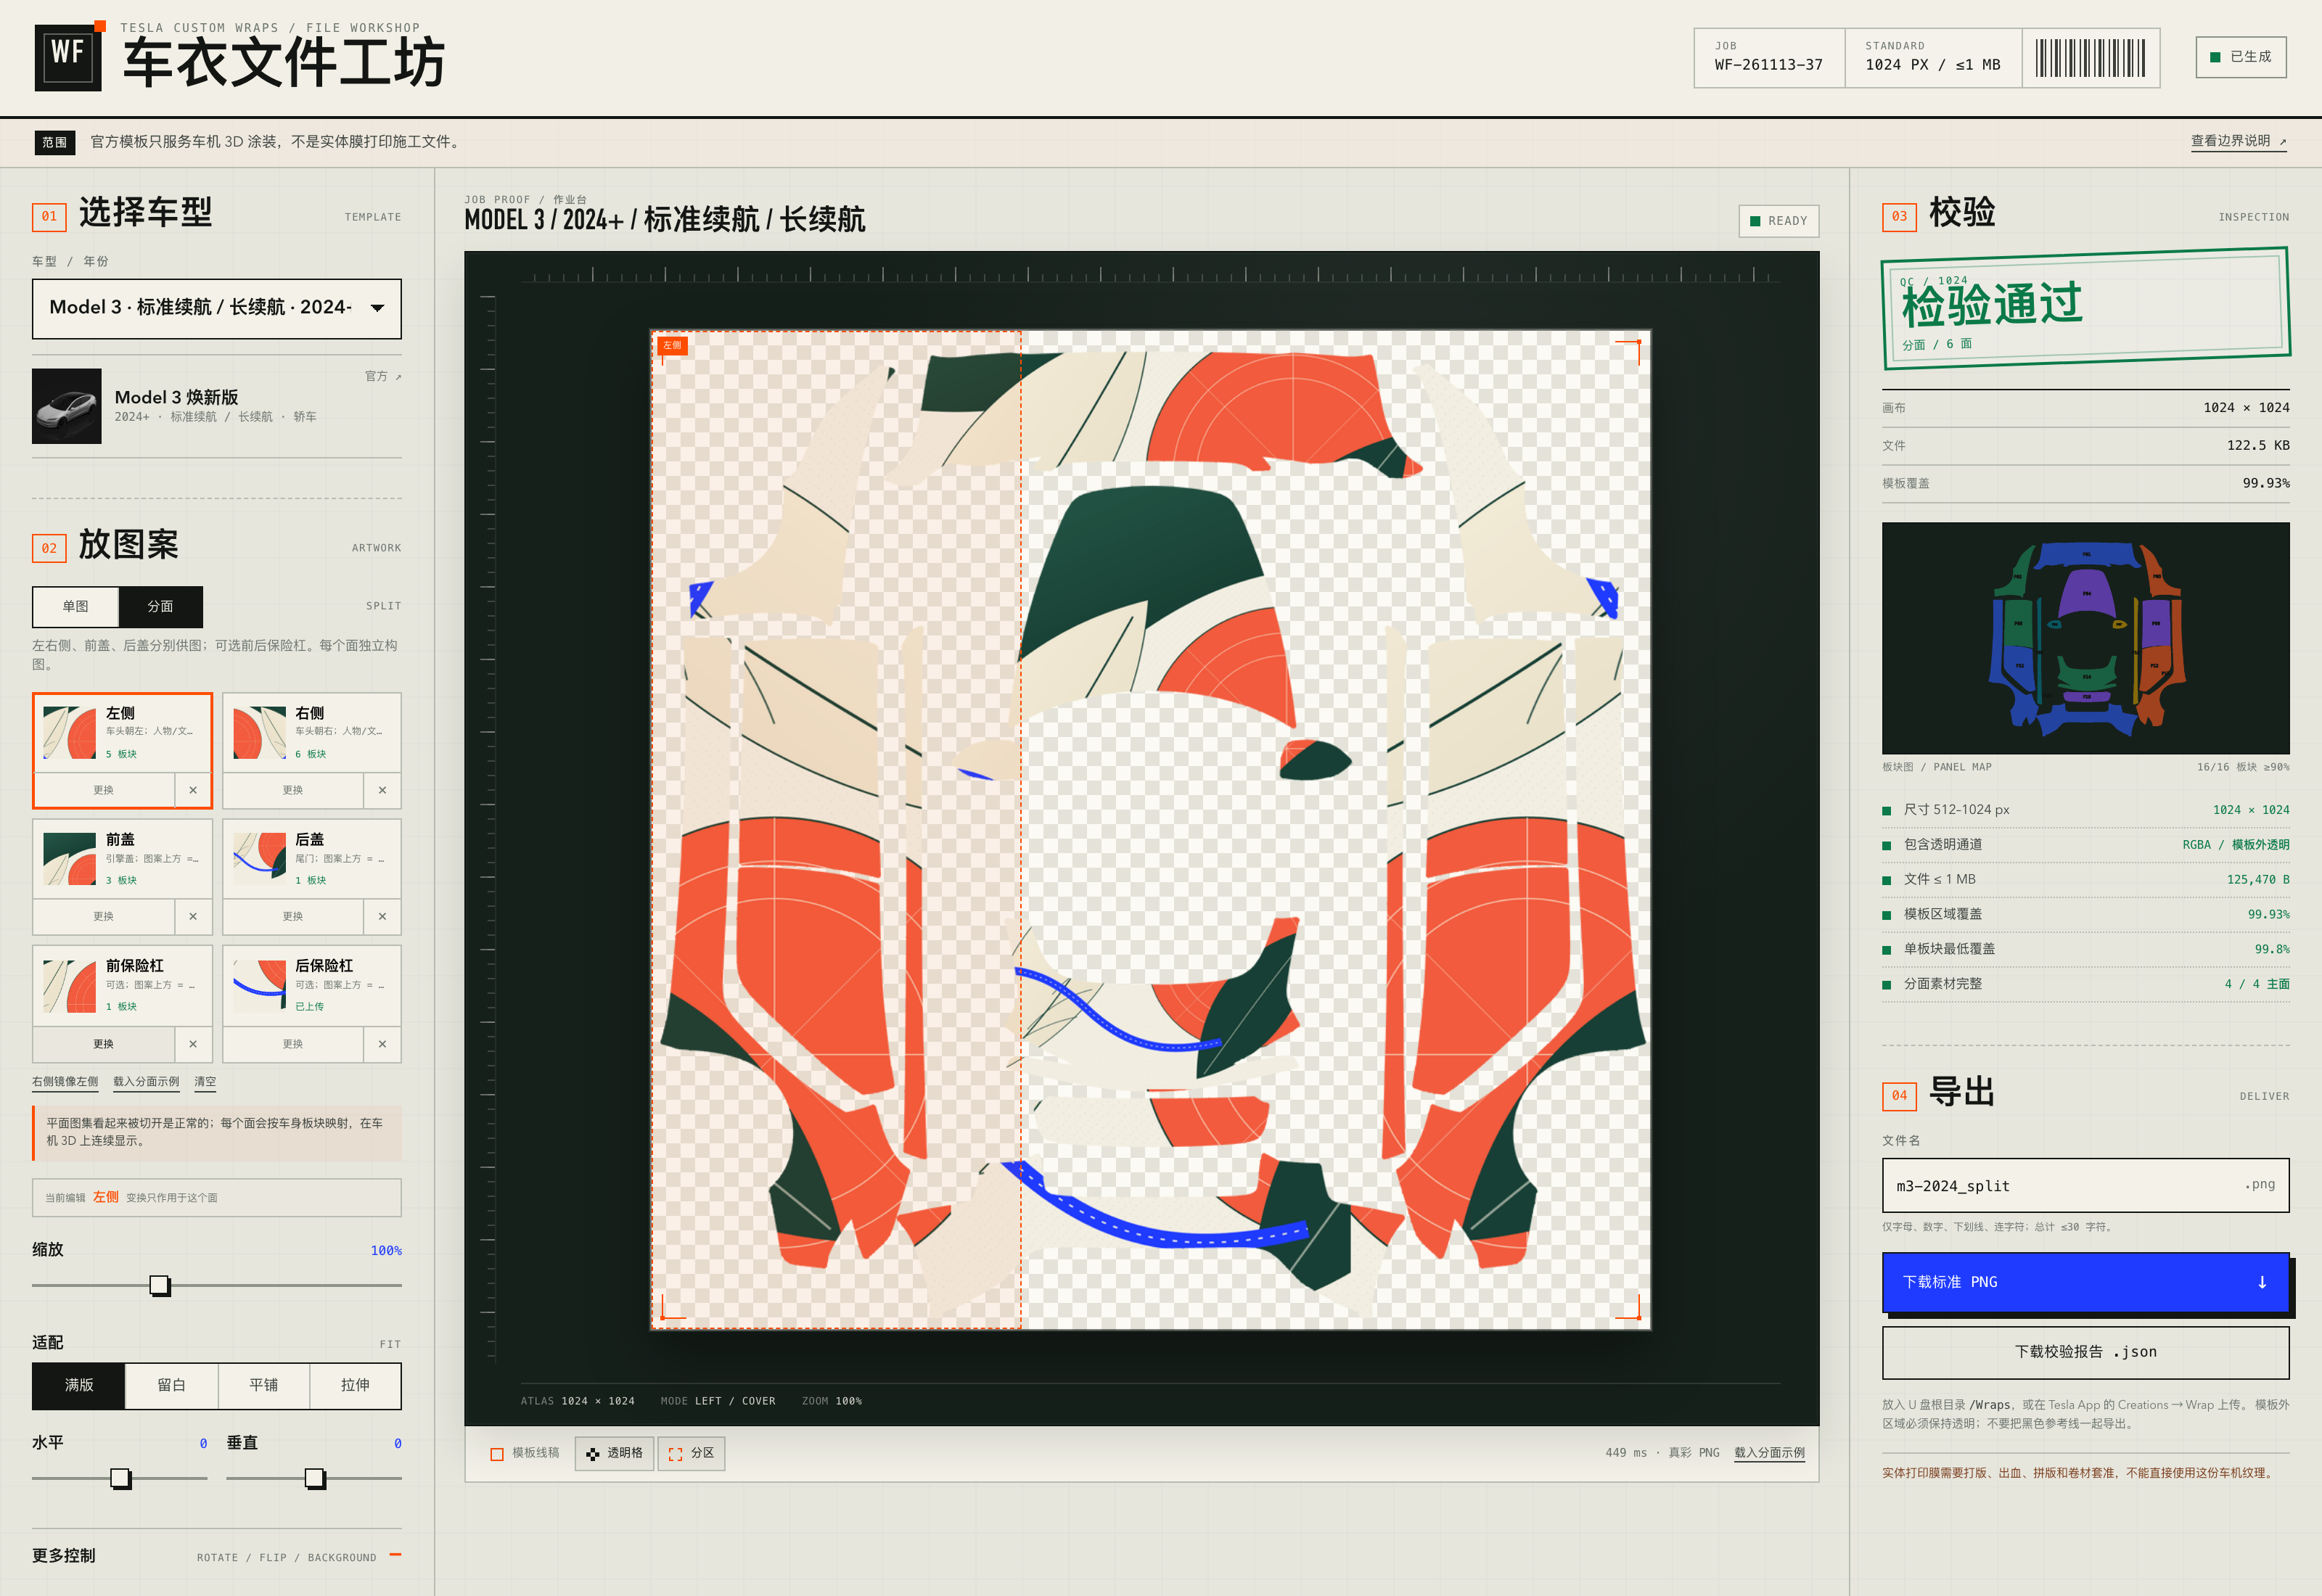 WF
TESLA CUSTOM WRAPS / FILE WORKSHOP
车衣文件工坊
JOB
WF-261113-37
STANDARD
1024 PX / ≤1 MB
已生成
范围
官方模板只服务车机 3D 涂装，不是实体膜打印施工文件。
查看边界说明 ↗
01
选择车型
TEMPLATE
车型 / 年份
Model 3 · 标准续航 / 长续航 · 2024-
官方 ↗
Model 3 焕新版
2024+ · 标准续航 / 长续航 · 轿车
02
放图案
ARTWORK
单图
分面
SPLIT
左右侧、前盖、后盖分别供图；可选前后保险杠。每个面独立构
图。
左侧
车头朝左；人物/文…
5 板块
更换
×
右侧
车头朝右；人物/文…
6 板块
更换
×
前盖
引擎盖；图案上方 =…
3 板块
更换
×
后盖
尾门；图案上方 = …
1 板块
更换
×
前保险杠
可选；图案上方 = …
1 板块
更换
×
后保险杠
可选；图案上方 = …
已上传
更换
×
右侧镜像左侧
载入分面示例
清空
平面图集看起来被切开是正常的；每个面会按车身板块映射，在车
机 3D 上连续显示。
当前编辑 左侧 变换只作用于这个面
缩放
100%
适配
FIT
满版
留白
平铺
拉伸
水平
0
垂直
0
更多控制
ROTATE / FLIP / BACKGROUND
JOB PROOF / 作业台
MODEL 3 / 2024+ / 标准续航 / 长续航
READY
左侧
ATLAS 1024 × 1024
MODE LEFT / COVER
ZOOM 100%
模板线稿
透明格
分区
449 ms · 真彩 PNG
载入分面示例
03
校验
INSPECTION
QC / 1024
检验通过
分面 / 6 面
画布
1024 × 1024
文件
122.5 KB
模板覆盖
99.93%
板块图 / PANEL MAP
16/16 板块 ≥90%
尺寸 512–1024 px
1024 × 1024
包含透明通道
RGBA / 模板外透明
文件 ≤ 1 MB
125,470 B
模板区域覆盖
99.93%
单板块最低覆盖
99.8%
分面素材完整
4 / 4 主面
04
导出
DELIVER
文件名
m3-2024_split
.png
仅字母、数字、下划线、连字符；总计 ≤30 字符。
下载标准 PNG
↓
下载校验报告 .json
放入 U 盘根目录 /Wraps，或在 Tesla App 的 Creations → Wrap 上传。 模板外
区域必须保持透明；不要把黑色参考线一起导出。
实体打印膜需要打版、出血、拼版和卷材套准，不能直接使用这份车机纹理。